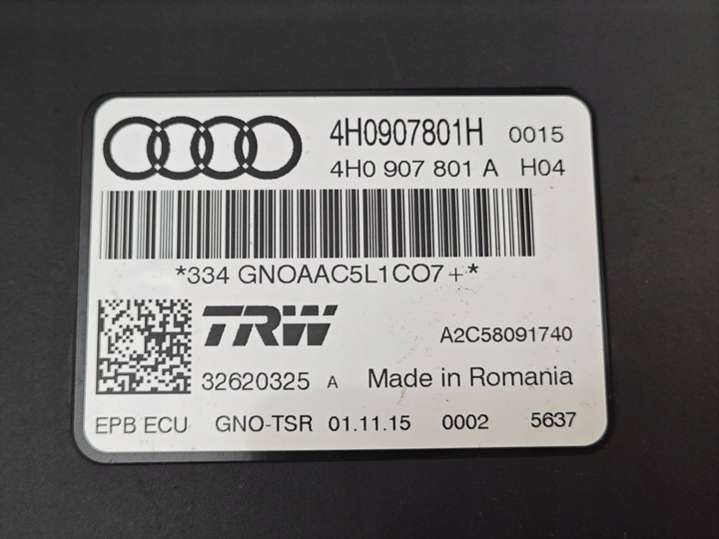 4H0907801H 0015
4H0 907 801 A H04
*334 GNOAAC5L1CO7+*
TRW A2C58091740
32620325 A Made in Romania
EPB ECU GNO-TSR 01.11.15 0002 5637